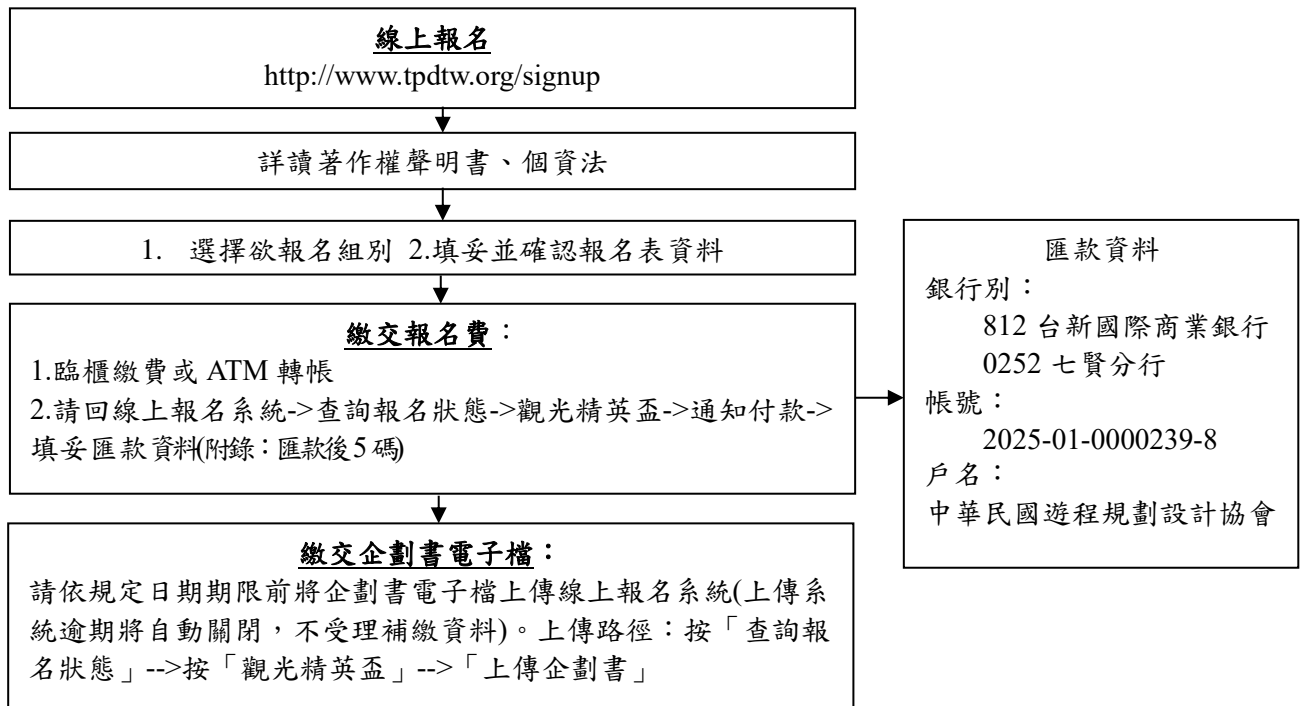 線上報名
http://www.tpdtw.org/signup
詳讀著作權聲明書、個資法
1. 選擇欲報名組別 2.填妥並確認報名表資料
繳交報名費：
1.臨櫃繳費或 ATM 轉帳
2.請回線上報名系統->查詢報名狀態->觀光精英盃->通知付款->
填妥匯款資料(附錄：匯款後5碼)
匯款資料
銀行別：
812 台新國際商業銀行
0252 七賢分行
帳號：
2025-01-0000239-8
戶名：
中華民國遊程規劃設計協會
繳交企劃書電子檔：
請依規定日期期限前將企劃書電子檔上傳線上報名系統(上傳系
統逾期將自動關閉，不受理補繳資料)。上傳路徑：按「查詢報
名狀態」-->按「觀光精英盃」-->「上傳企劃書」